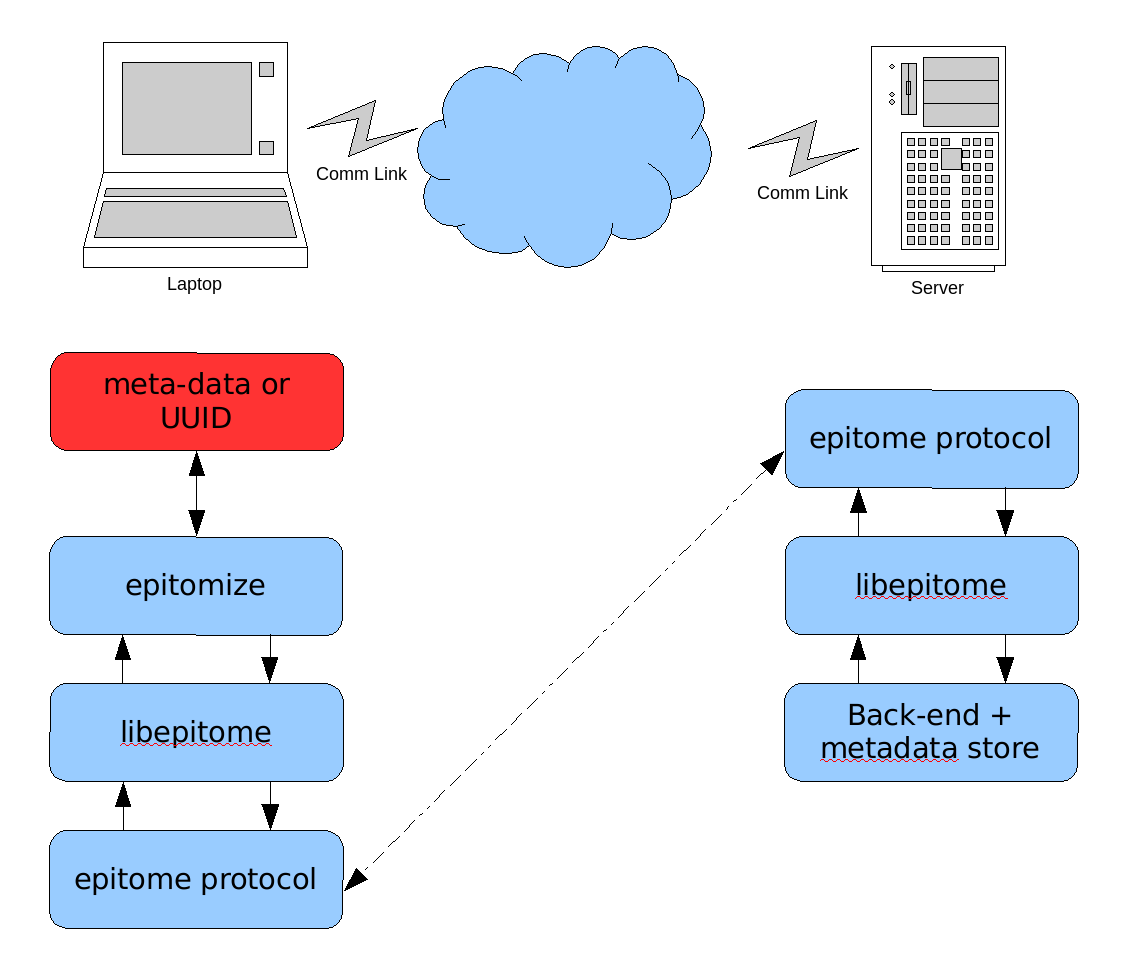 Comm Link
Comm Link
Laptop
Server
meta-data or
UUID
epitome protocol
epitomize
libepitome
libepitome
Back-end +
metadata store
epitome protocol